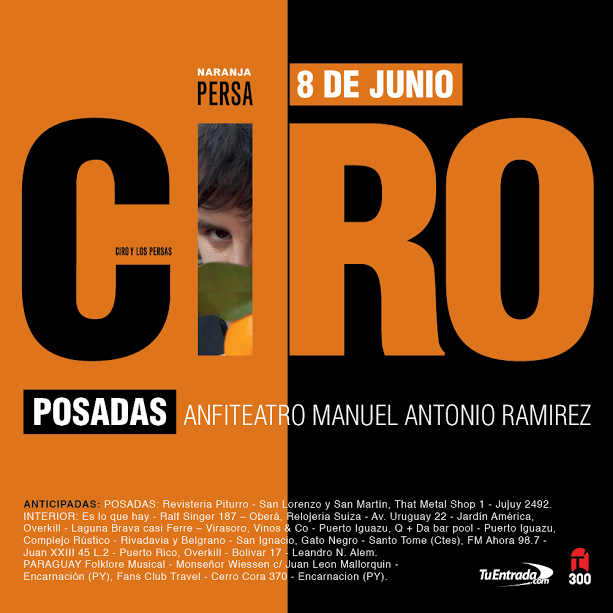 NARANJA
PERSA
8 DE JUNIO
CIRO
CIRO Y LOS PERSAS
POSADAS ANFITEATRO MANUEL ANTONIO RAMIREZ
ANTICIPADAS: POSADAS: Revisteria Piturro - San Lorenzo y San Martín, That Metal Shop 1 - Jujuy 2492.
INTERIOR: Es lo que hay - Ralf Singer 187 – Oberá, Relojería Suiza - Av. Uruguay 22 - Jardín América,
Overkill - Laguna Brava casi Ferre – Virasoro, Vinos & Co - Puerto Iguazu, Q + Da bar pool - Puerto Iguazu,
Complejo Rústico - Rivadavia y Belgrano - San Ignacio, Gato Negro - Santo Tome (Ctes), FM Ahora 98.7 -
Juan XXIII 45 L.2 - Puerto Rico, Overkill - Bolivar 17 - Leandro N. Alem.
PARAGUAY Folklore Musical - Monseñor Wiessen c/ Juan Leon Mallorquin -
Encarnación (PY), Fans Club Travel - Cerro Cora 370 - Encarnacion (PY).
TuEntrada.com
300